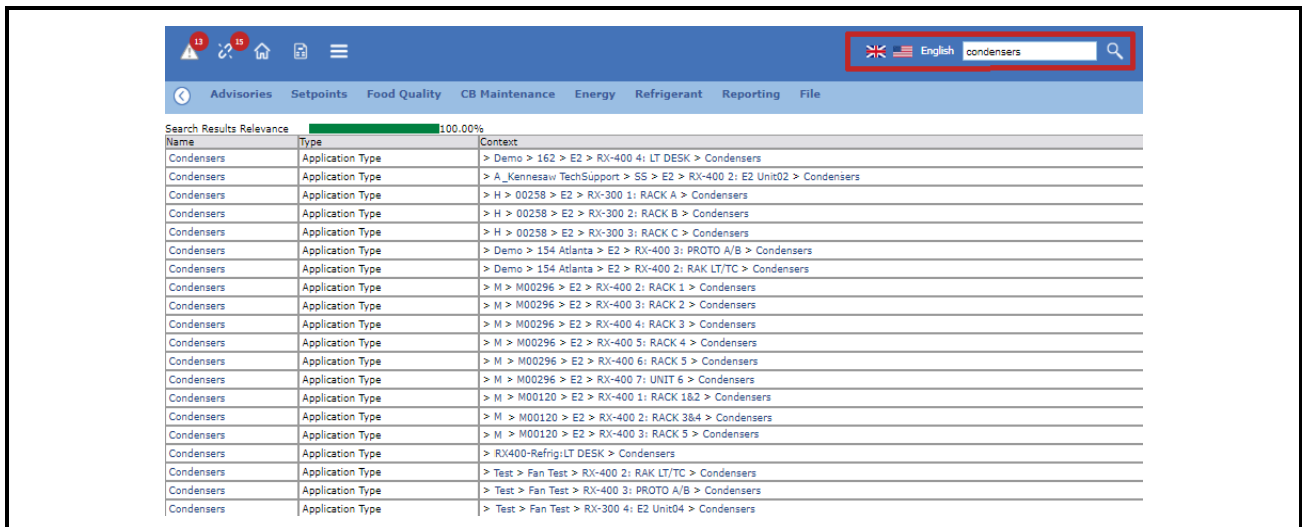 13 15 English condensers
Advisories Setpoints Food Quality CB Maintenance Energy Refrigerant Reporting File
Search Results Relevance 100.00%
Name Type Context
Condensers Application Type > Demo > 162 > E2 > RX-400 4: LT DESK > Condensers
Condensers Application Type > A_Kennesaw TechSupport > SS > E2 > RX-400 2: E2 Unit02 > Condensers
Condensers Application Type > H > 00258 > E2 > RX-300 1: RACK A > Condensers
Condensers Application Type > H > 00258 > E2 > RX-300 2: RACK B > Condensers
Condensers Application Type > H > 00258 > E2 > RX-300 3: RACK C > Condensers
Condensers Application Type > Demo > 154 Atlanta > E2 > RX-400 3: PROTO A/B > Condensers
Condensers Application Type > Demo > 154 Atlanta > E2 > RX-400 2: RAK LT/TC > Condensers
Condensers Application Type > M > M00296 > E2 > RX-400 2: RACK 1 > Condensers
Condensers Application Type > M > M00296 > E2 > RX-400 3: RACK 2 > Condensers
Condensers Application Type > M > M00296 > E2 > RX-400 4: RACK 3 > Condensers
Condensers Application Type > M > M00296 > E2 > RX-400 5: RACK 4 > Condensers
Condensers Application Type > M > M00296 > E2 > RX-400 6: RACK 5 > Condensers
Condensers Application Type > M > M00296 > E2 > RX-400 7: UNIT 6 > Condensers
Condensers Application Type > M > M00120 > E2 > RX-400 1: RACK 1&2 > Condensers
Condensers Application Type > M > M00120 > E2 > RX-400 2: RACK 3&4 > Condensers
Condensers Application Type > M > M00120 > E2 > RX-400 3: RACK 5 > Condensers
Condensers Application Type > RX400-Refrig:LT DESK > Condensers
Condensers Application Type > Test > Fan Test > RX-400 2: RAK LT/TC > Condensers
Condensers Application Type > Test > Fan Test > RX-400 3: PROTO A/B > Condensers
Condensers Application Type > Test > Fan Test > RX-300 4: E2 Unit04 > Condensers